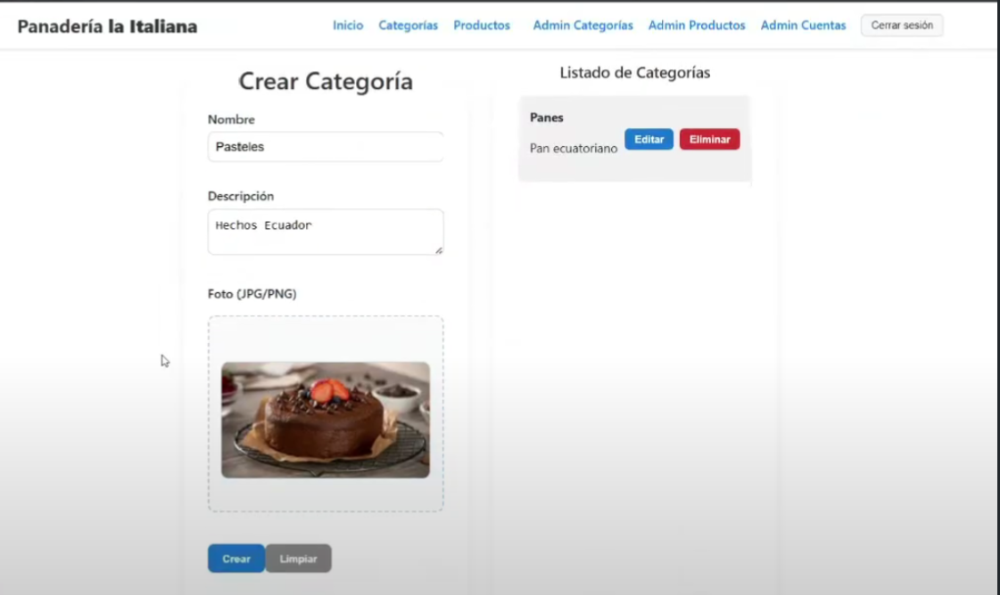 Panadería la Italiana
Inicio Categorías Productos Admin Categorías Admin Productos Admin Cuentas Cerrar sesión
Crear Categoría
Nombre
Pasteles
Descripción
Hechos Ecuador
Foto (JPG/PNG)
Crear Limpiar
Listado de Categorías
Panes
Pan ecuatoriano Editar Eliminar